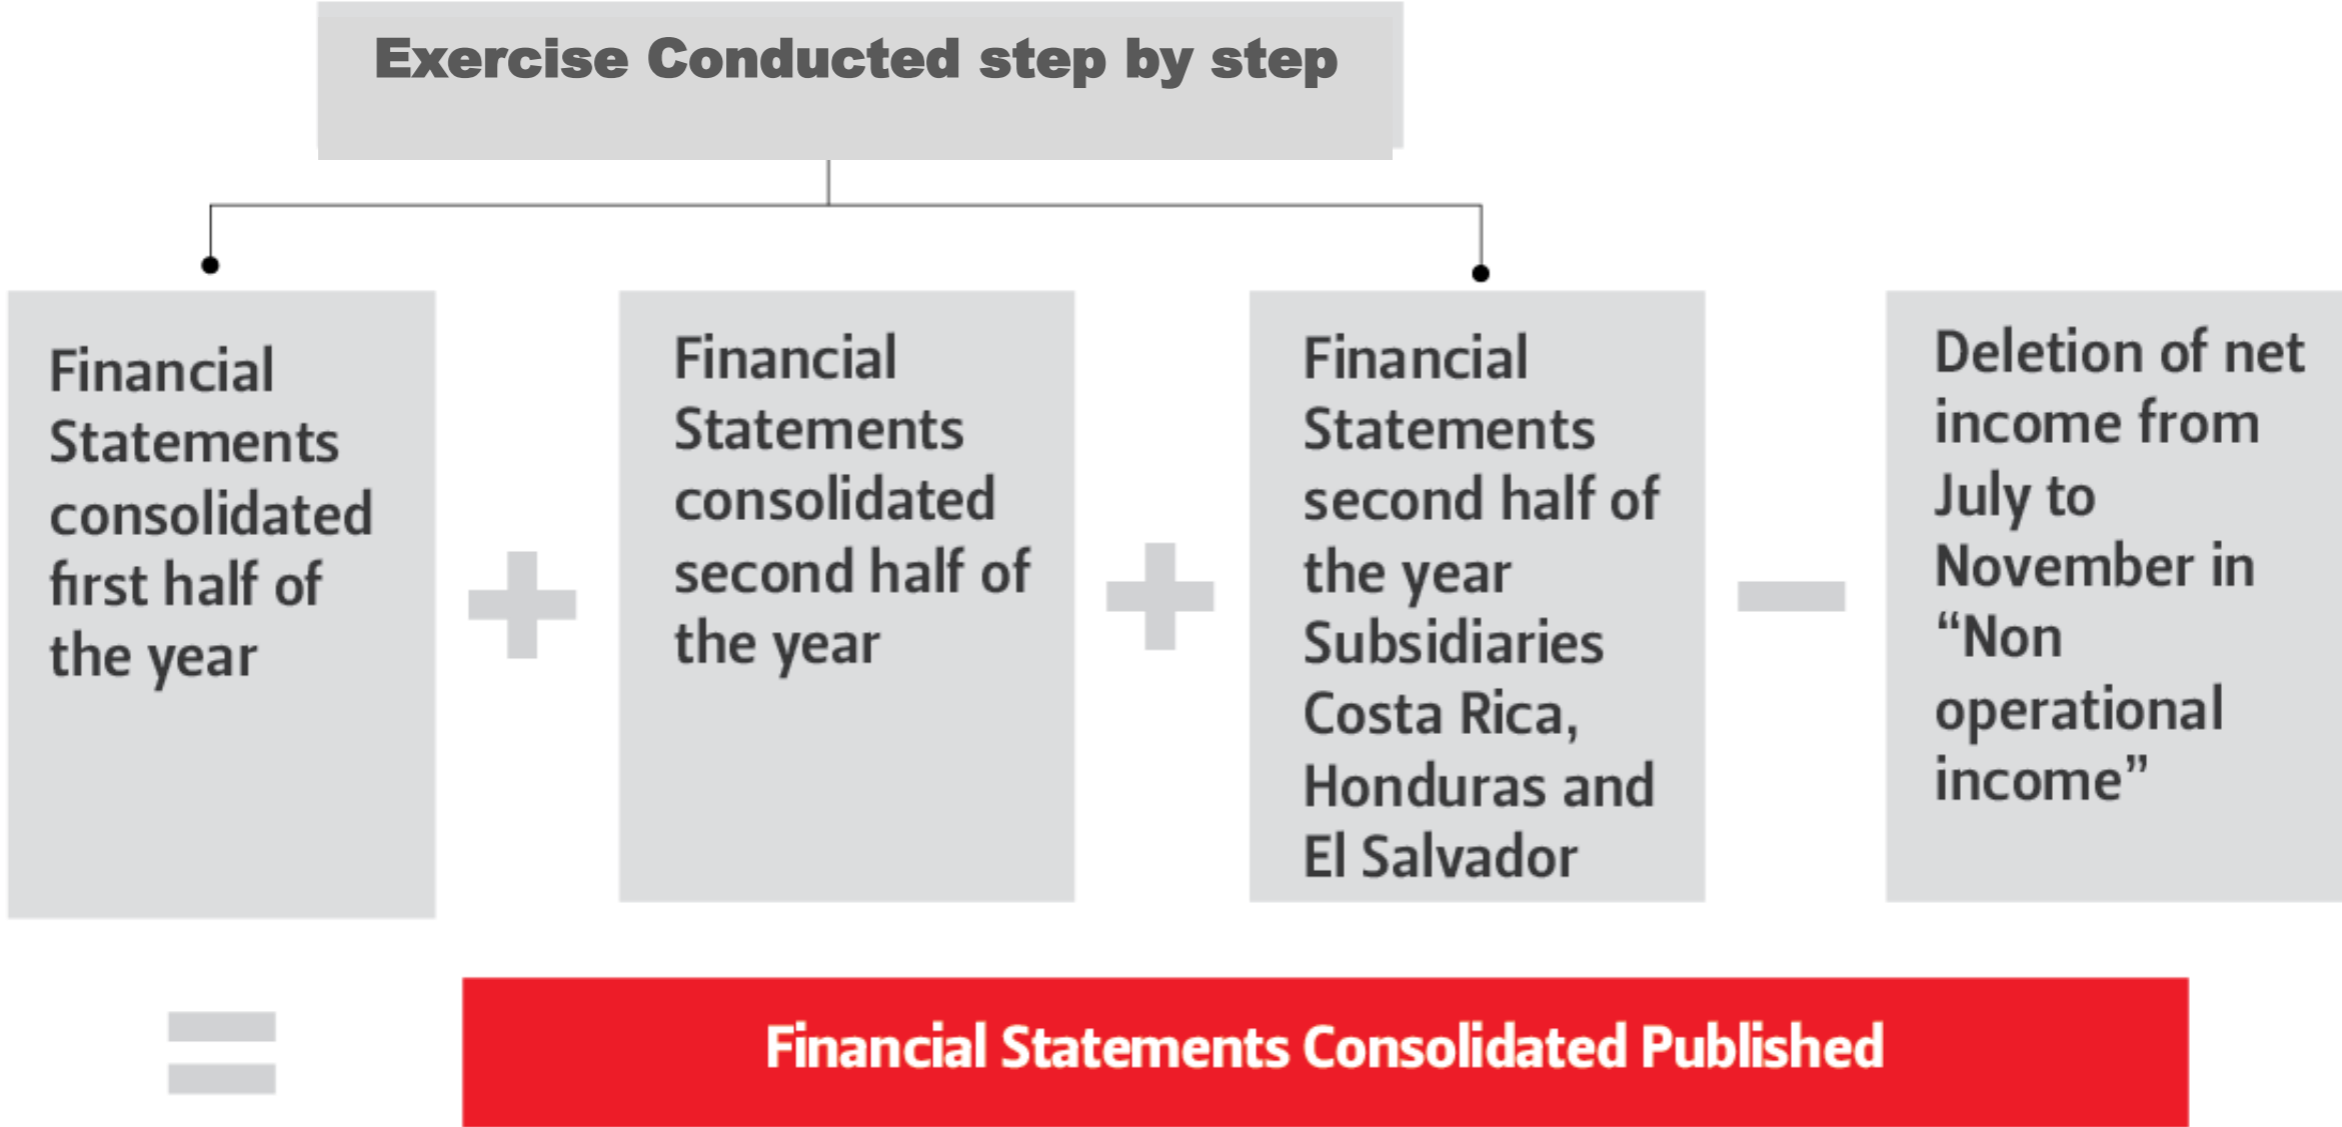 Exercise Conducted step by step
Financial
Statements
consolidated
first half of
the year
Financial
Statements
consolidated
second half of
the year
Financial
Statements
second half of
the year
Subsidiaries
Costa Rica,
Honduras and
El Salvador
Deletion of net
income from
July to
November in
“Non
operational
income”
Financial Statements Consolidated Published